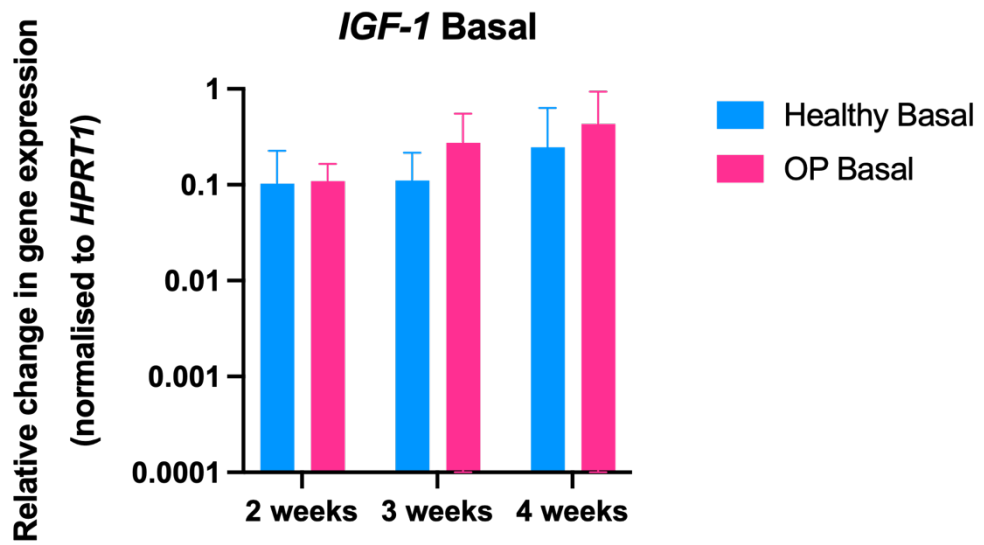 IGF-1 Basal
Relative change in gene expression
(normalised to HPRT1)
1
0.1
0.01
0.001
0.0001
2 weeks 3 weeks 4 weeks
Healthy Basal
OP Basal